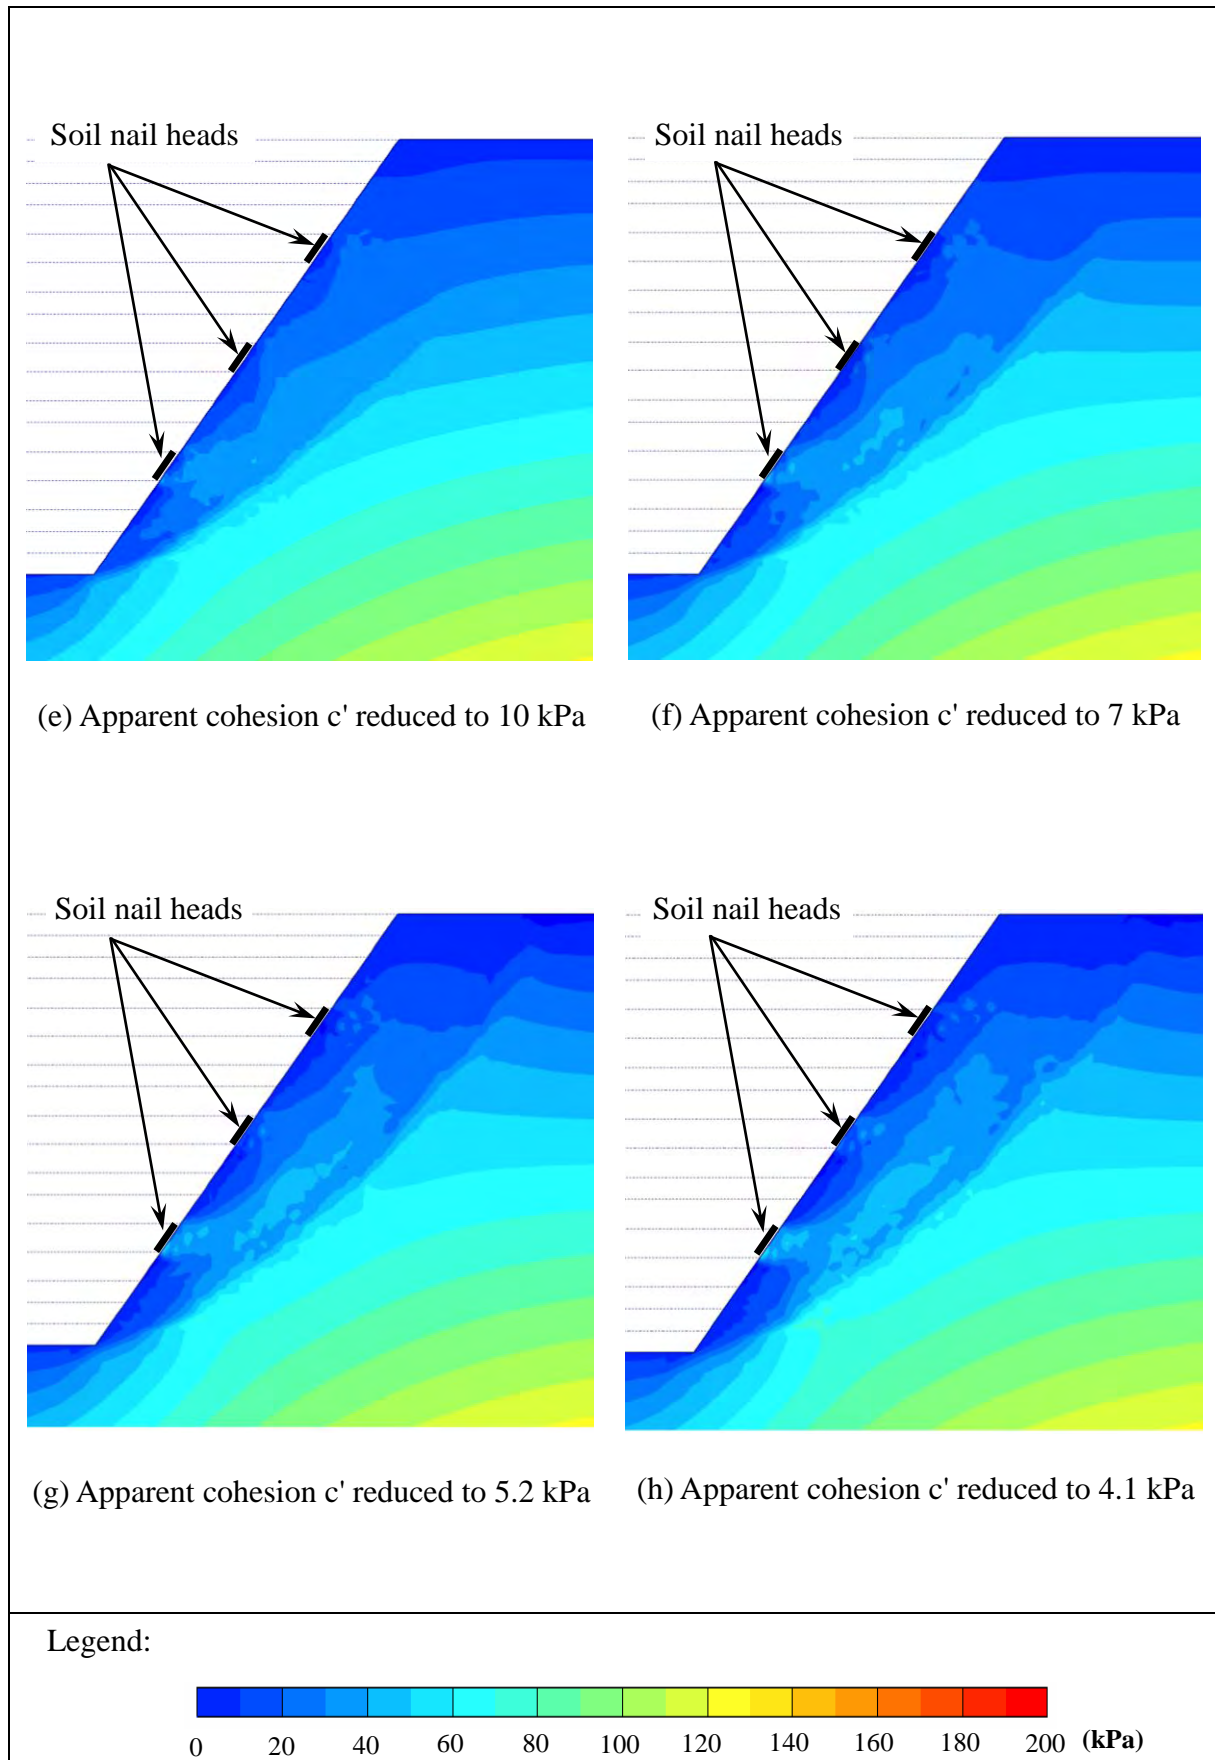 Soil nail heads
Soil nail heads
(e) Apparent cohesion c' reduced to 10 kPa
(f) Apparent cohesion c' reduced to 7 kPa
Soil nail heads
Soil nail heads
(g) Apparent cohesion c' reduced to 5.2 kPa
(h) Apparent cohesion c' reduced to 4.1 kPa
Legend:
0 20 40 60 80 100 120 140 160 180 200 (kPa)